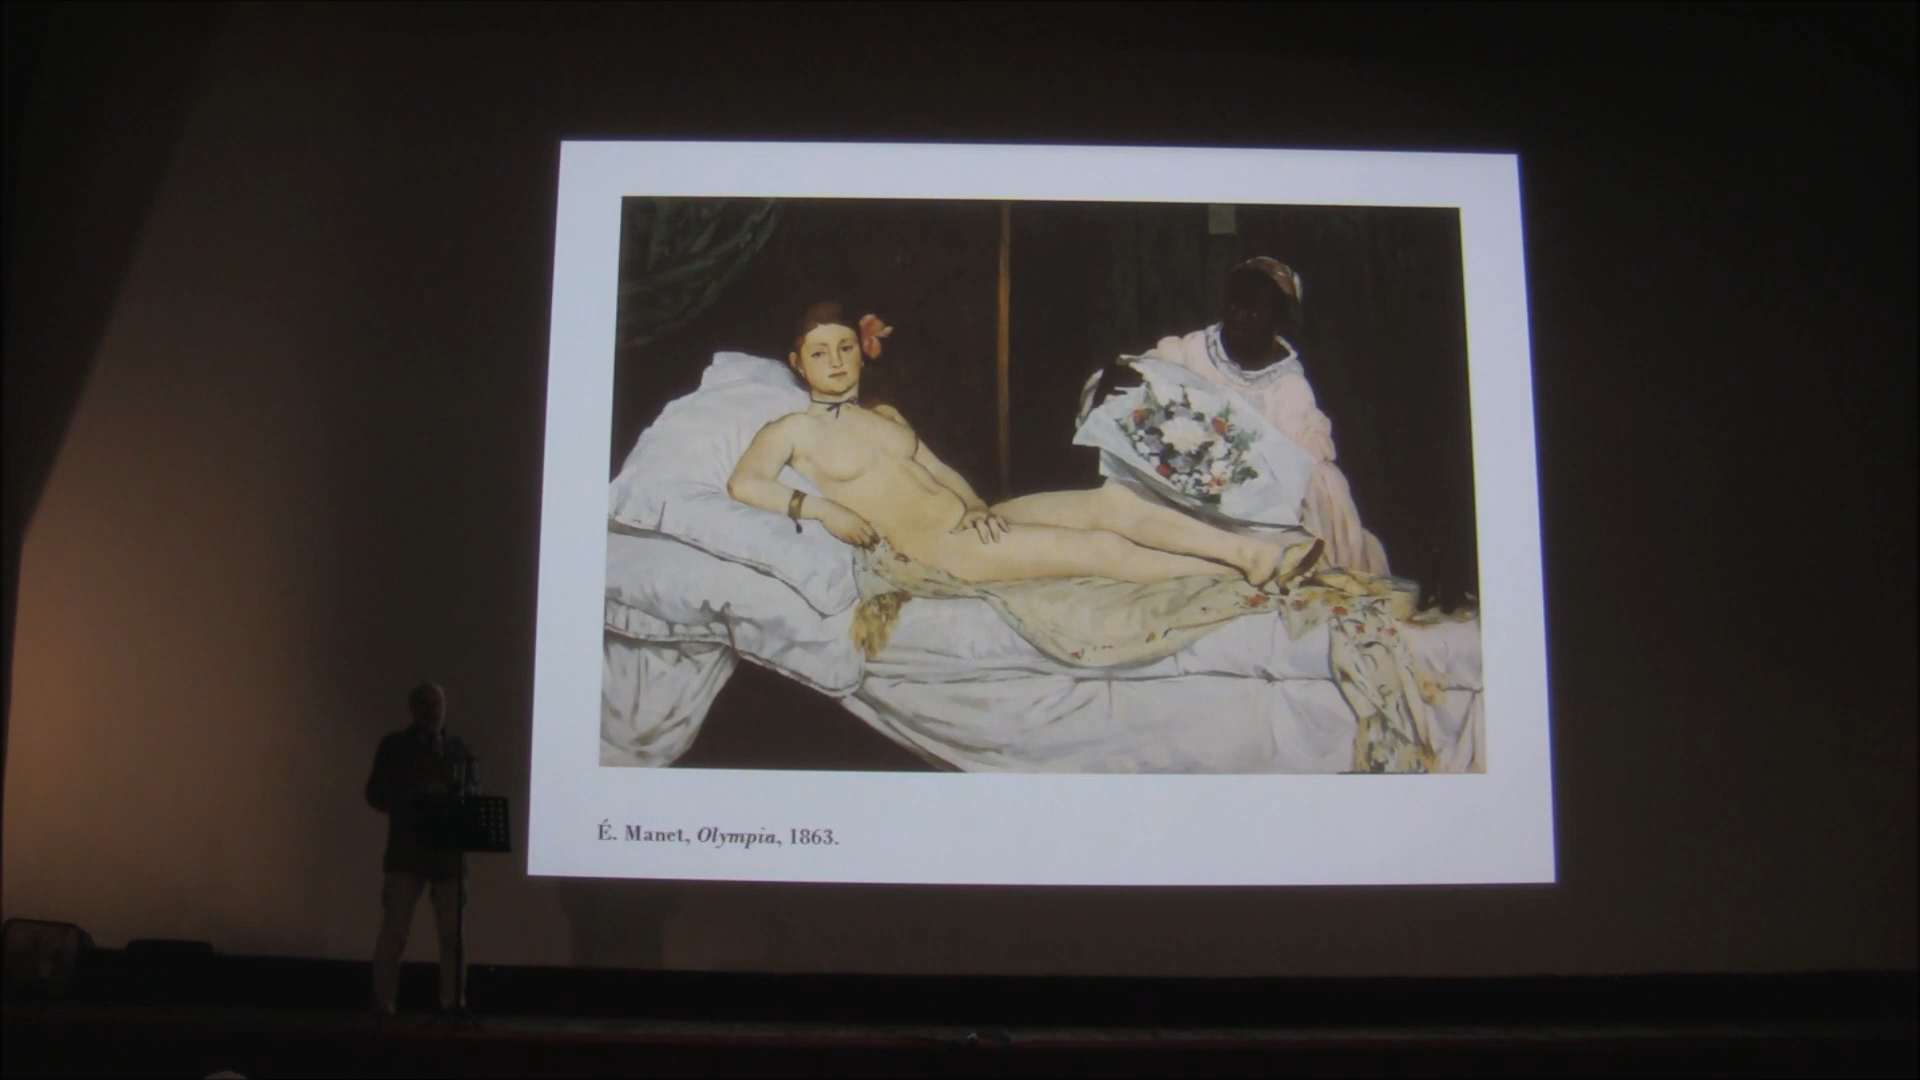 É. Manet, Olympia, 1863.